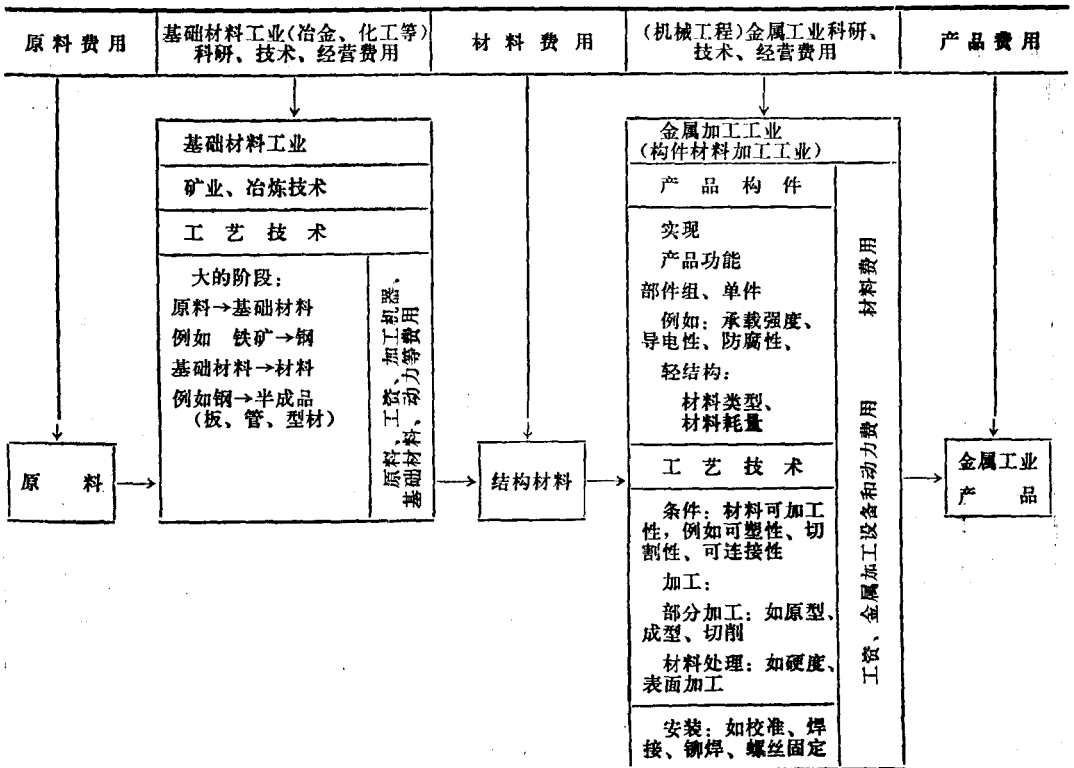 原料费用
基础材料工业(冶金、化工等)
科研、技术、经营费用
材料费用
(机械工程)金属工业科研、
技术、经营费用
产品费用
基础材料工业
矿业、冶炼技术
工艺技术
大的阶段：
原料→基础材料
例如 铁矿→钢
基础材料→材料
例如钢→半成品
(板、管、型材)
原料、工资、加工机器、
基础材料、动力等费用
金属加工工业
(构件材料加工工业)
产品构件
实现
产品功能
部件组、单件
例如：承载强度、
导电性、防腐性、
轻结构：
材料类型、
材料耗量
工艺技术
条件：材料可加工
性，例如可塑性、切
割性、可连接性
加工：
部分加工：如原型、
成型、切削
材料处理：如硬度、
表面加工
安装：如校准、焊
接、铆焊、螺丝固定
材料费用
工资、金属加工设备和动力费用
原料
结构材料
金属工业
产品